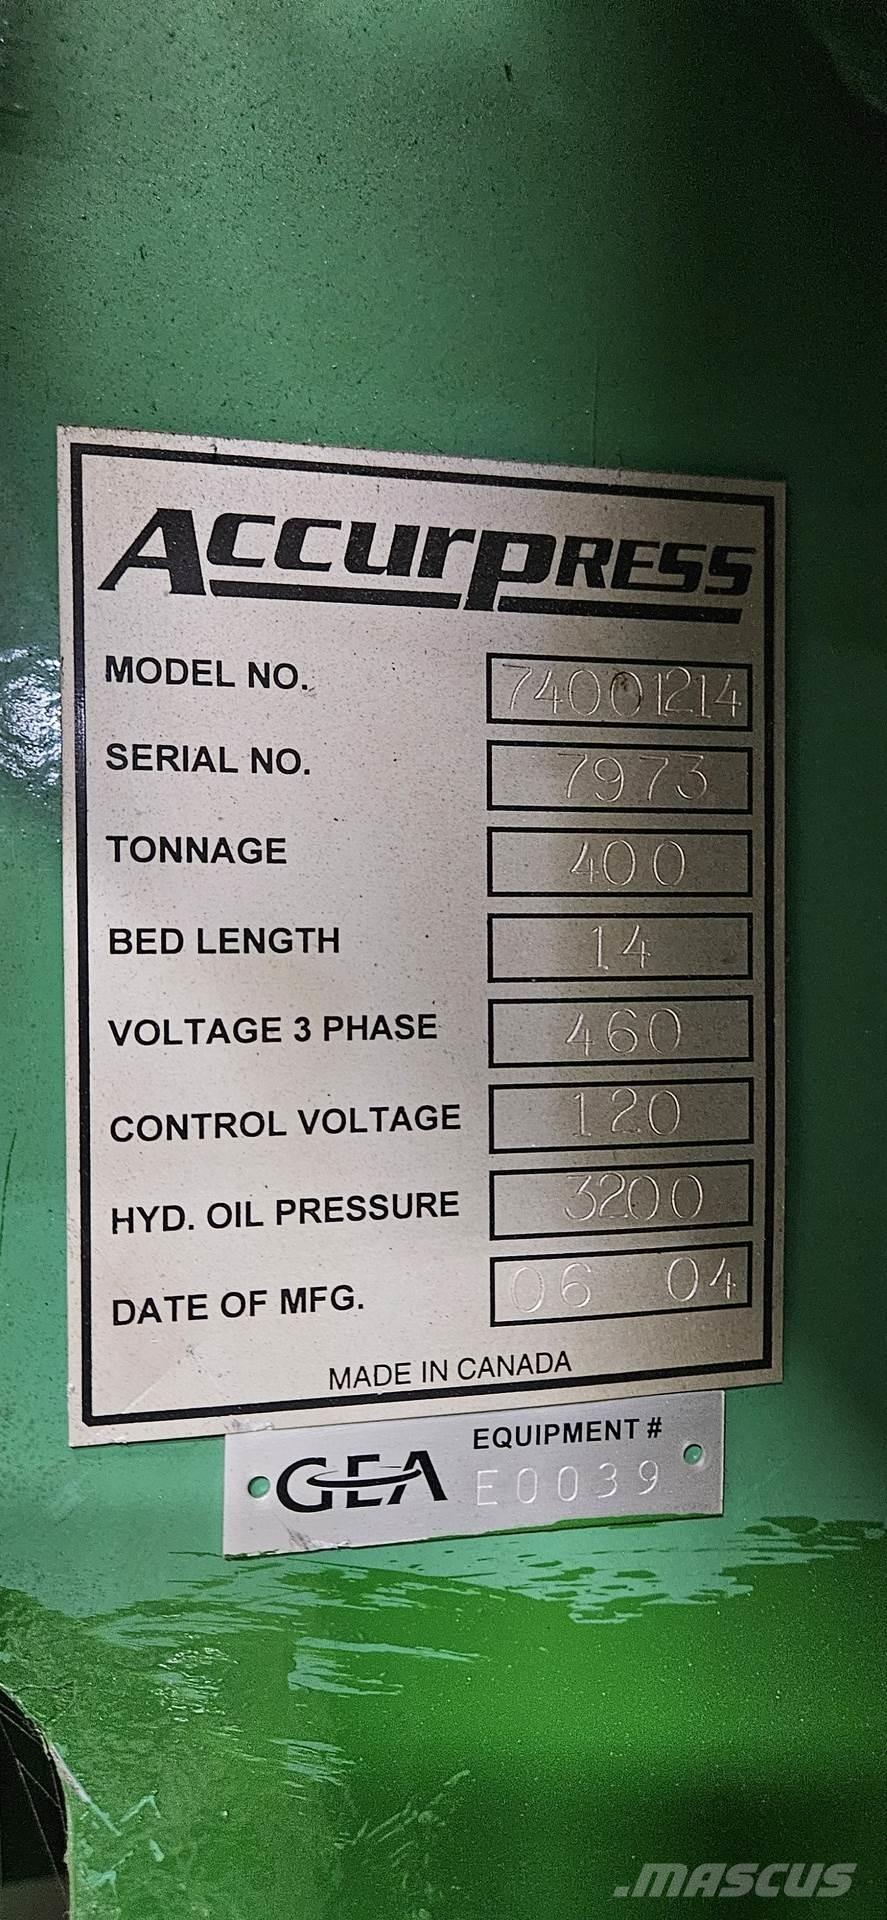 ACCURPRESS
MODEL NO. 74001214
SERIAL NO. 7973
TONNAGE 400
BED LENGTH 14
VOLTAGE 3 PHASE 460
CONTROL VOLTAGE 120
HYD. OIL PRESSURE 3200
DATE OF MFG. 06 04
MADE IN CANADA
GEA EQUIPMENT #
E0039
.MASCUS